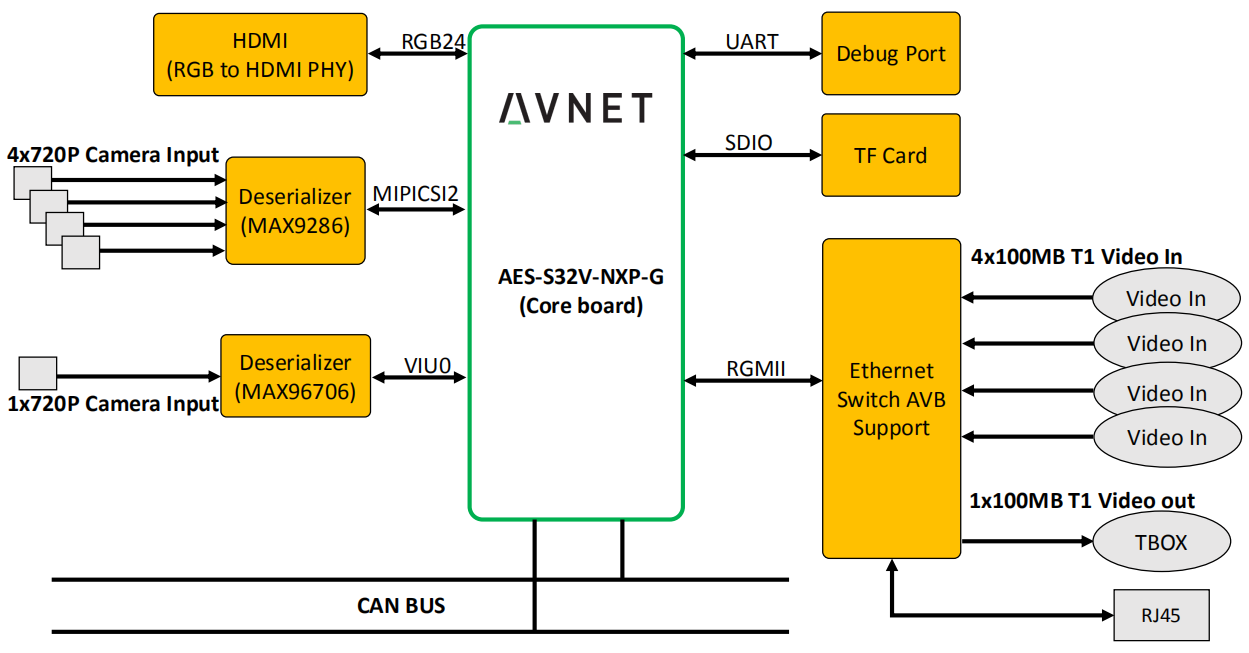 HDMI
(RGB to HDMI PHY)
RGB24
4x720P Camera Input
Deserializer
(MAX9286)
MIPICSI2
Deserializer
(MAX96706)
VIU0
1x720P Camera Input
AVNET
AES-S32V-NXP-G
(Core board)
UART
Debug Port
SDIO
TF Card
RGMII
Ethernet
Switch AVB
Support
4x100MB T1 Video In
Video In
Video In
Video In
Video In
1x100MB T1 Video out
TBOX
RJ45
CAN BUS